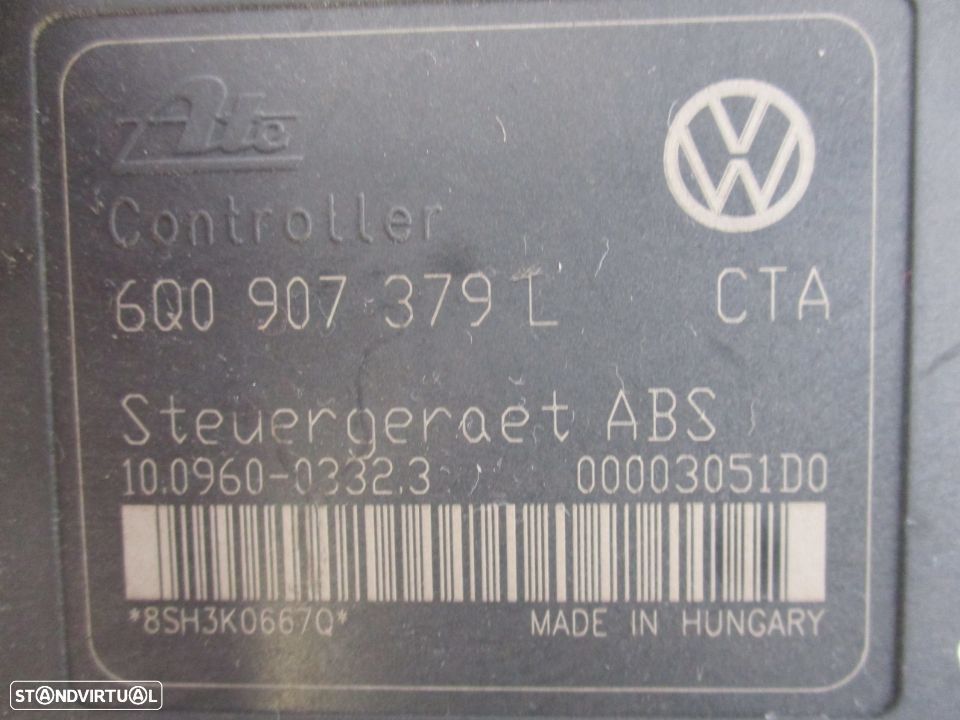 Ate
Controller
6Q0 907 379 L CTA
Steuergeraet ABS
10.0960-0332.3 00003051D0
*8SH3K0667Q*
MADE IN HUNGARY
STANDVIRTUAL